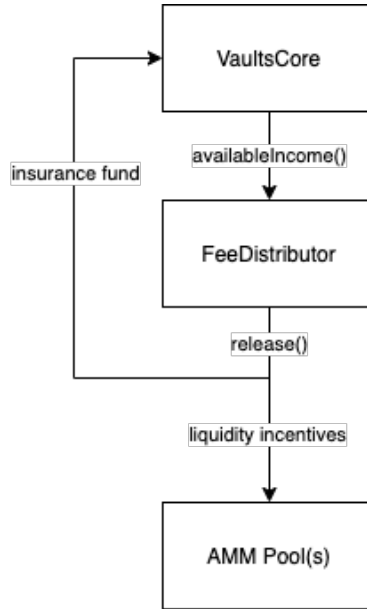 VaultsCore
availableIncome()
insurance fund
FeeDistributor
release()
liquidity incentives
AMM Pool(s)